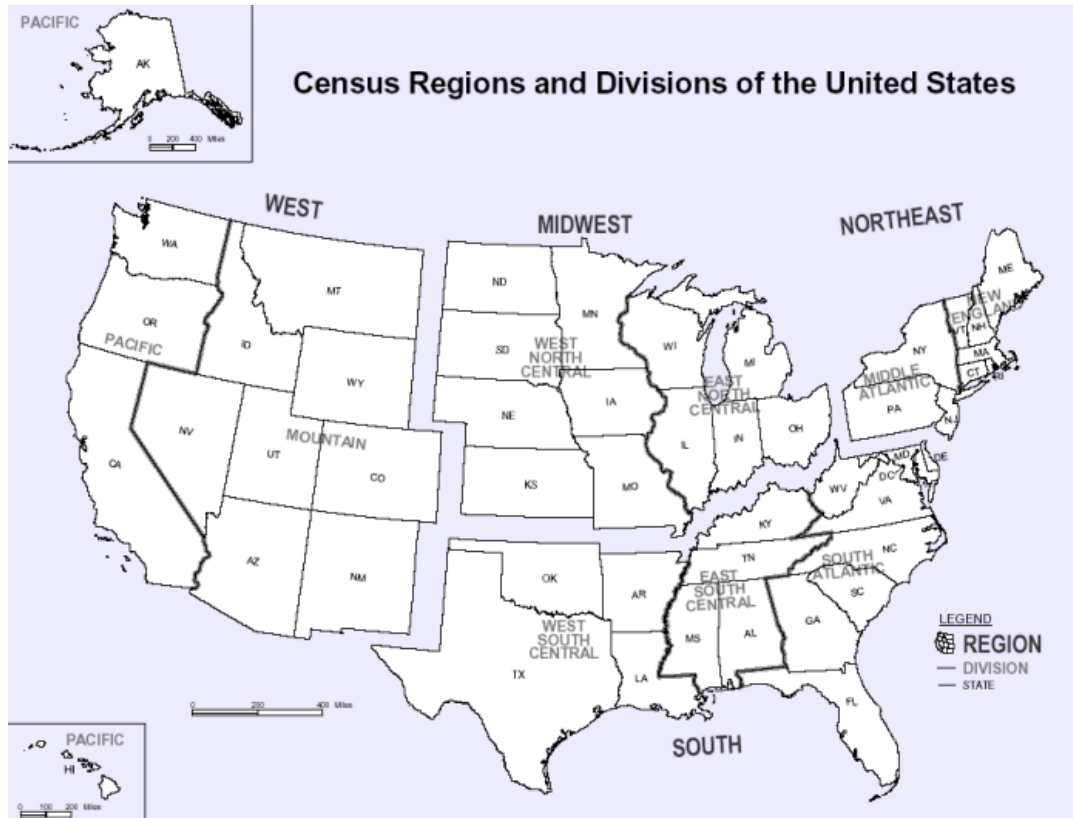 PACIFIC
AK
0 200 400 Miles
Census Regions and Divisions of the United States
WEST
MIDWEST
NORTHEAST
WA
MT
ND
MN
ME
OR
ID
SD
WI
MI
NY
VT
NH
NEW
ENGLAND
MA
CT
RI
PACIFIC
WY
WEST
NORTH
CENTRAL
EAST
NORTH
CENTRAL
MIDDLE
ATLANTIC
NE
IA
PA
NJ
NV
UT
MOUNTAIN
CO
IL
IN
OH
CA
KS
MO
WV
MD
DE
DC
VA
KY
AZ
NM
OK
AR
TN
NC
SOUTH
ATLANTIC
EAST
SOUTH
CENTRAL
SC
WEST
SOUTH
CENTRAL
MS
AL
GA
TX
LA
FL
LEGEND
REGION
DIVISION
STATE
0 200 400 Miles
SOUTH
PACIFIC
HI
0 100 200 Miles